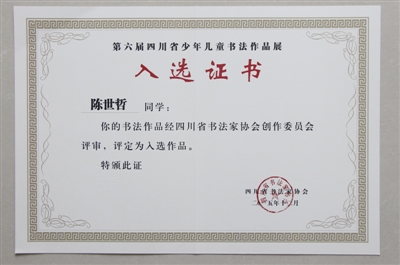 第六届四川省少年儿童书法作品展
入选证书
陈世哲 同学：
你的书法作品经四川省书法家协会创作委员会
评审，评定为入选作品。
特颁此证
四川省书法家协会